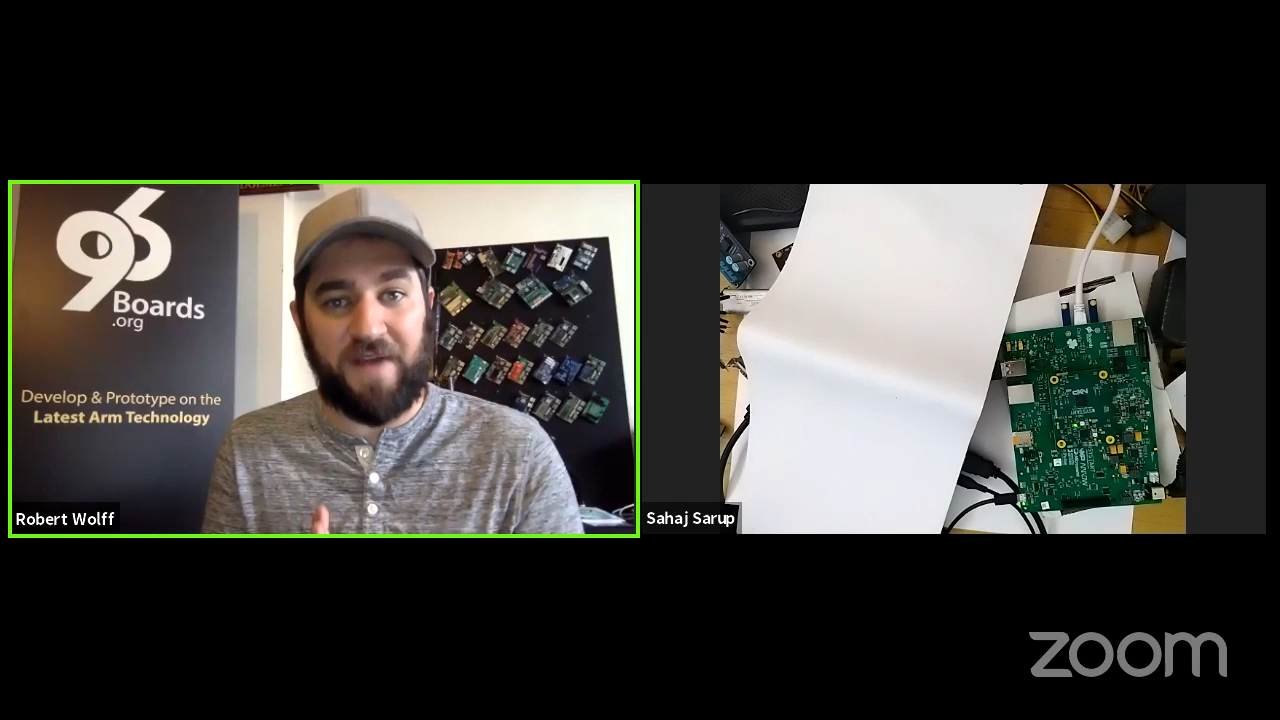 96
Boards
.org
Develop & Prototype on the
Latest Arm Technology
Robert Wolff
Sahaj Sarup
zoom